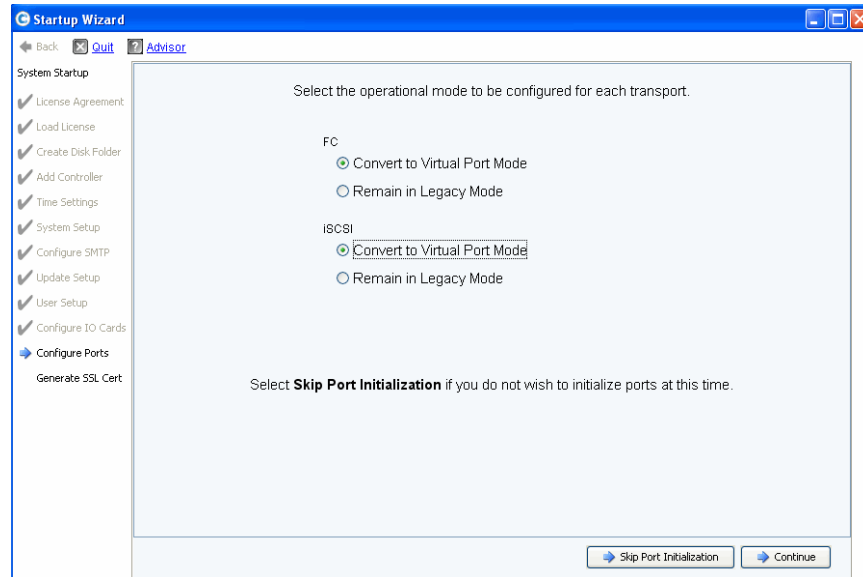 Startup Wizard
Back Quit ? Advisor
System Startup
License Agreement
Load License
Create Disk Folder
Add Controller
Time Settings
System Setup
Configure SMTP
Update Setup
User Setup
Configure IO Cards
Configure Ports
Generate SSL Cert
Select the operational mode to be configured for each transport.
FC
Convert to Virtual Port Mode
Remain in Legacy Mode
iSCSI
Convert to Virtual Port Mode
Remain in Legacy Mode
Select Skip Port Initialization if you do not wish to initialize ports at this time.
Skip Port Initialization Continue